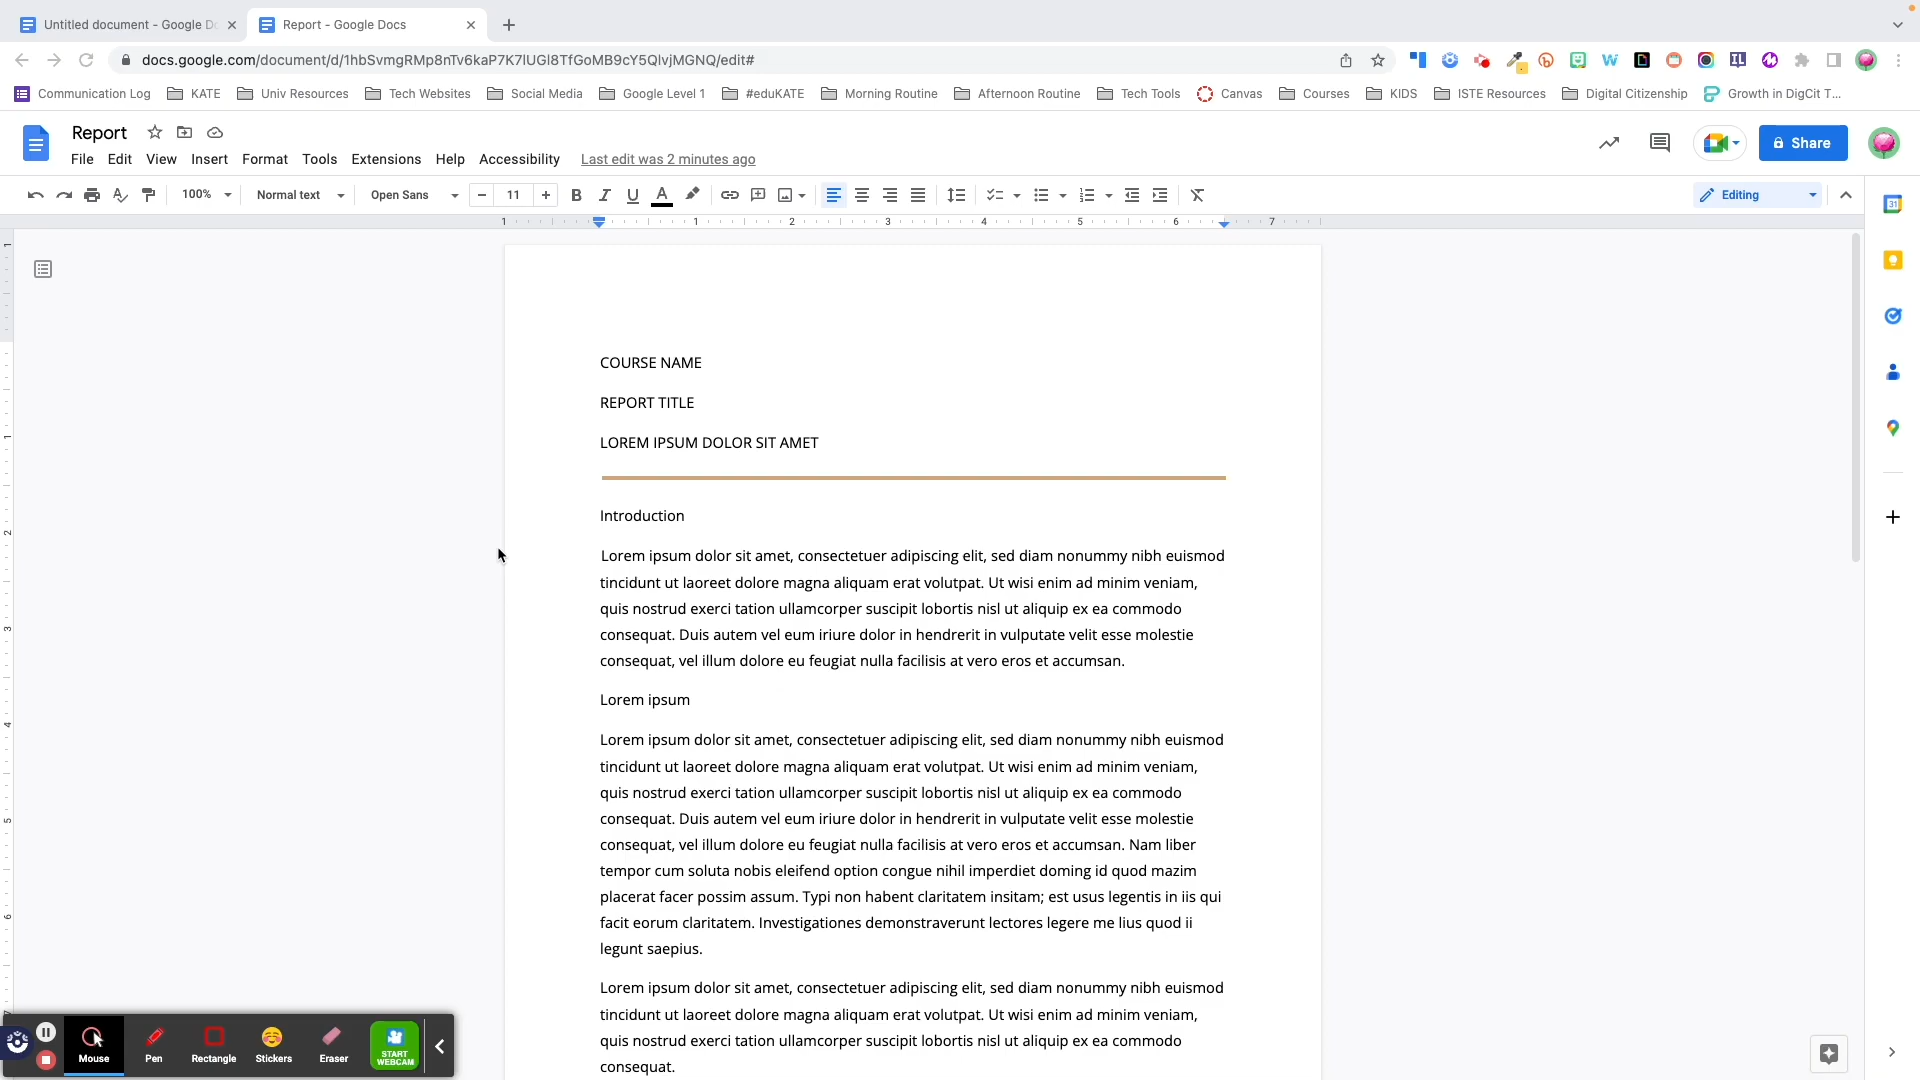 Untitled document - Google Do
Report - Google Docs
docs.google.com/document/d/1hbSvmgRMp8nTv6kaP7K7lUGI8TfGoMB9cY5QlvjMGNQ/edit#
Communication Log
KATE
Univ Resources
Tech Websites
Social Media
Google Level 1
#eduKATE
Morning Routine
Afternoon Routine
Tech Tools
Canvas
Courses
KIDS
ISTE Resources
Digital Citizenship
Growth in DigCit T...
Report
File Edit View Insert Format Tools Extensions Help Accessibility Last edit was 2 minutes ago
Share
100% Normal text Open Sans 11 Editing
1 1 2 3 4 5 6 7
COURSE NAME
REPORT TITLE
LOREM IPSUM DOLOR SIT AMET
Introduction
Lorem ipsum dolor sit amet, consectetuer adipiscing elit, sed diam nonummy nibh euismod
tincidunt ut laoreet dolore magna aliquam erat volutpat. Ut wisi enim ad minim veniam,
quis nostrud exerci tation ullamcorper suscipit lobortis nisl ut aliquip ex ea commodo
consequat. Duis autem vel eum iriure dolor in hendrerit in vulputate velit esse molestie
consequat, vel illum dolore eu feugiat nulla facilisis at vero eros et accumsan.
Lorem ipsum
Lorem ipsum dolor sit amet, consectetuer adipiscing elit, sed diam nonummy nibh euismod
tincidunt ut laoreet dolore magna aliquam erat volutpat. Ut wisi enim ad minim veniam,
quis nostrud exerci tation ullamcorper suscipit lobortis nisl ut aliquip ex ea commodo
consequat. Duis autem vel eum iriure dolor in hendrerit in vulputate velit esse molestie
consequat, vel illum dolore eu feugiat nulla facilisis at vero eros et accumsan. Nam liber
tempor cum soluta nobis eleifend option congue nihil imperdiet doming id quod mazim
placerat facer possim assum. Typi non habent claritatem insitam; est usus legentis in iis qui
facit eorum claritatem. Investigationes demonstraverunt lectores legere me lius quod ii
legunt saepius.
Lorem ipsum dolor sit amet, consectetuer adipiscing elit, sed diam nonummy nibh euismod
tincidunt ut laoreet dolore magna aliquam erat volutpat. Ut wisi enim ad minim veniam,
quis nostrud exerci tation ullamcorper suscipit lobortis nisl ut aliquip ex ea commodo
consequat.
Mouse
Pen
Rectangle
Stickers
Eraser
START
WEBCAM